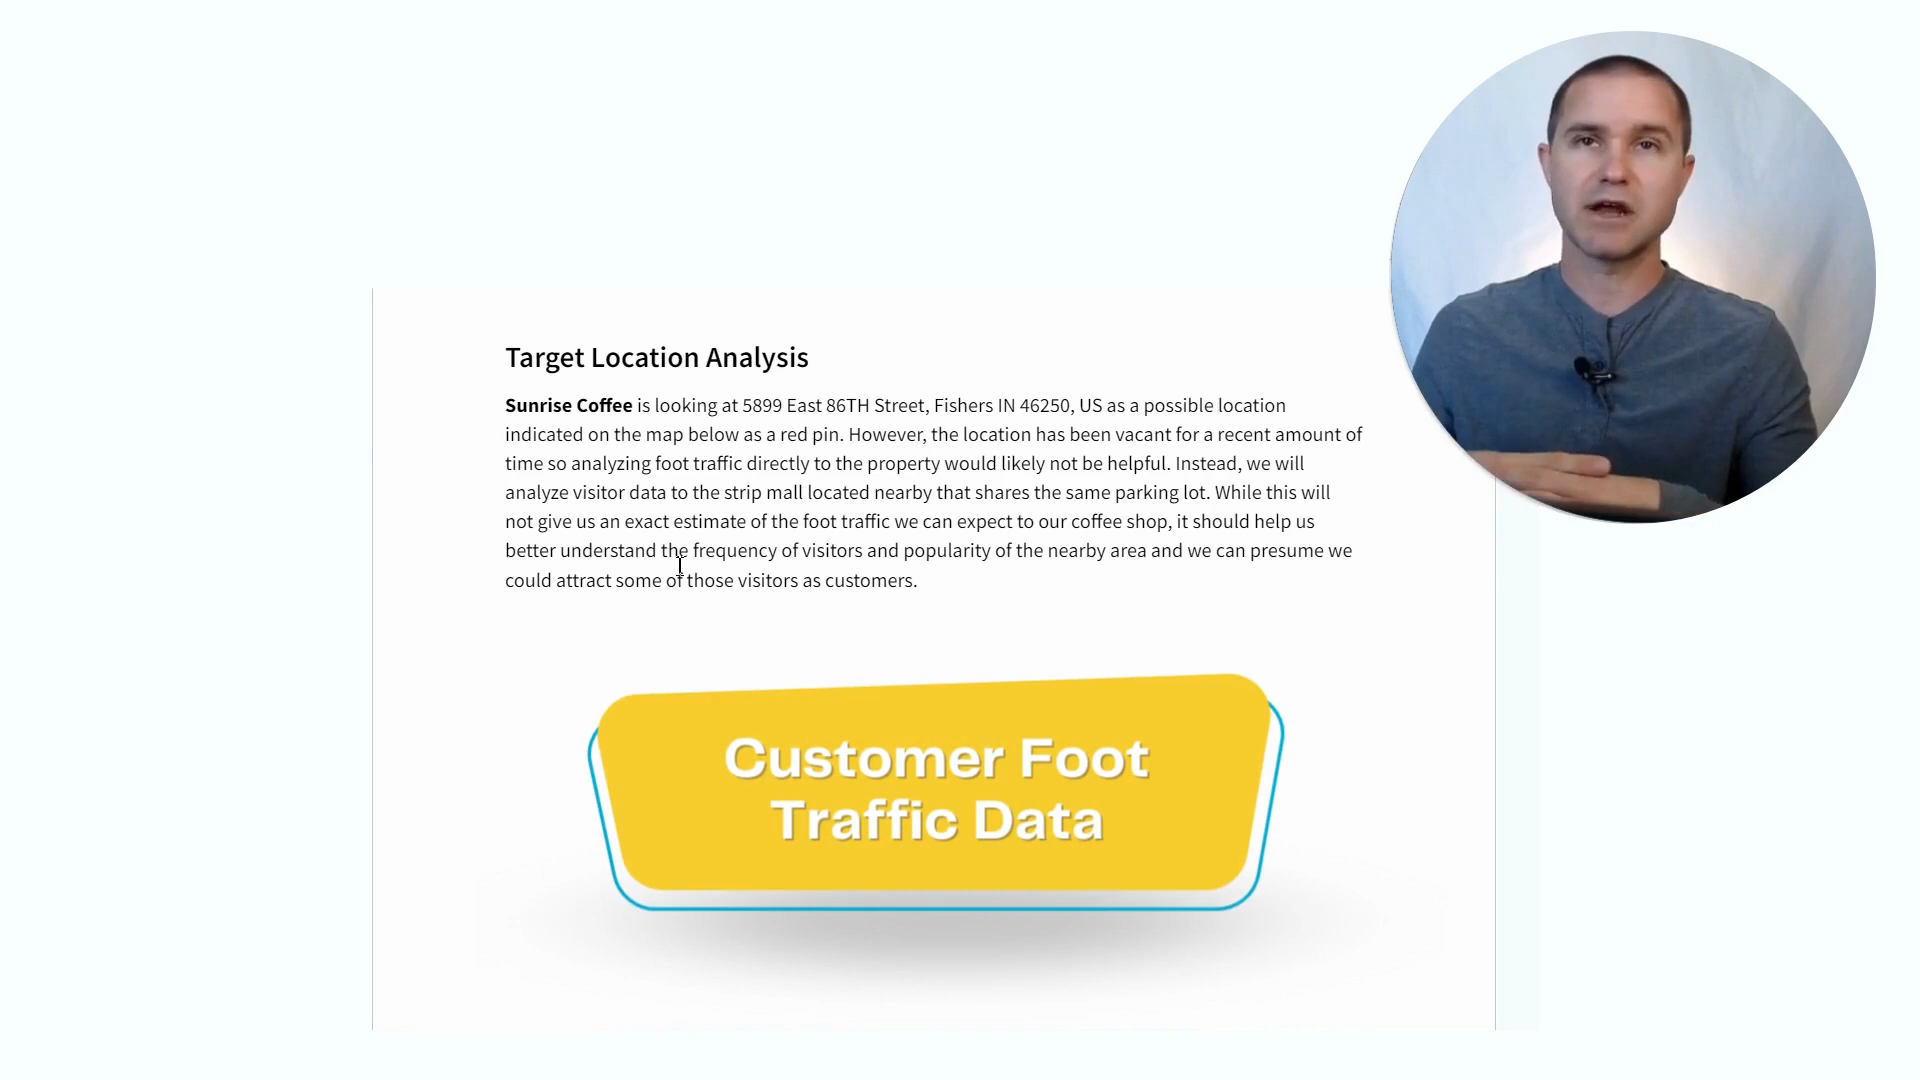 Target Location Analysis
Sunrise Coffee is looking at 5899 East 86TH Street, Fishers IN 46250, US as a possible location
indicated on the map below as a red pin. However, the location has been vacant for a recent amount of
time so analyzing foot traffic directly to the property would likely not be helpful. Instead, we will
analyze visitor data to the strip mall located nearby that shares the same parking lot. While this will
not give us an exact estimate of the foot traffic we can expect to our coffee shop, it should help us
better understand the frequency of visitors and popularity of the nearby area and we can presume we
could attract some of those visitors as customers.
Customer Foot
Traffic Data